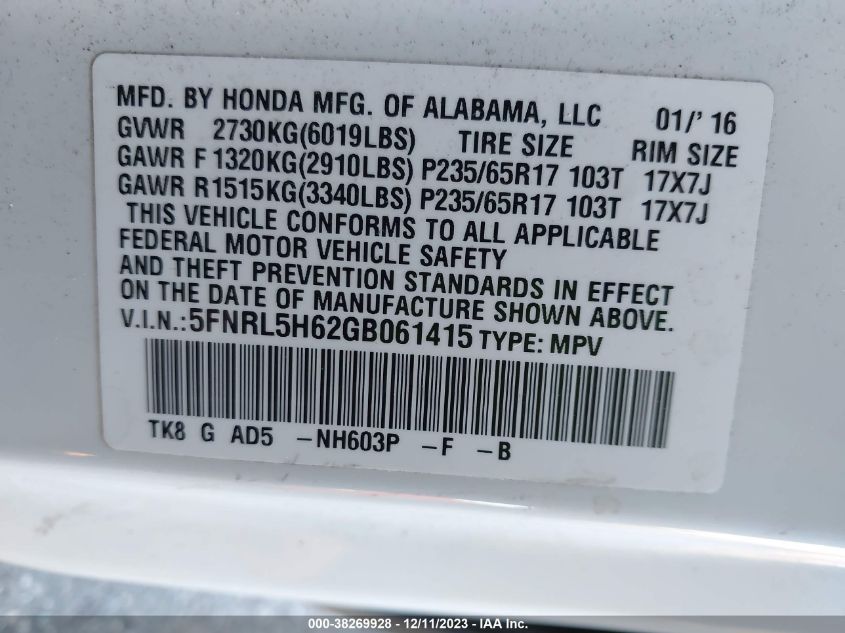 MFD. BY HONDA MFG. OF ALABAMA, LLC 01/' 16
GVWR 2730KG(6019LBS) TIRE SIZE RIM SIZE
GAWR F 1320KG(2910LBS) P235/65R17 103T 17X7J
GAWR R1515KG(3340LBS) P235/65R17 103T 17X7J
THIS VEHICLE CONFORMS TO ALL APPLICABLE
FEDERAL MOTOR VEHICLE SAFETY
AND THEFT PREVENTION STANDARDS IN EFFECT
ON THE DATE OF MANUFACTURE SHOWN ABOVE.
V.I.N.:5FNRL5H62GB061415 TYPE: MPV
TK8 G AD5 -NH603P -F -B
000-38269928 - 12/11/2023 - IAA Inc.